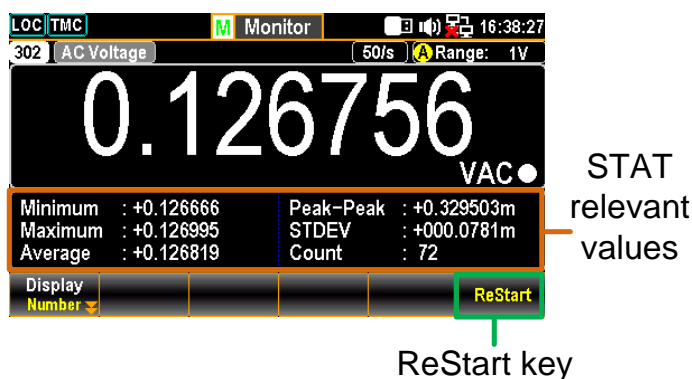 LOC TMC M Monitor 16:38:27
302 AC Voltage 50/s A Range: 1V
0.126756
VAC
Minimum : +0.126666 Peak-Peak : +0.329503m
Maximum : +0.126995 STDEV : +000.0781m
Average : +0.126819 Count : 72
Display
Number
ReStart
STAT
relevant
values
ReStart key